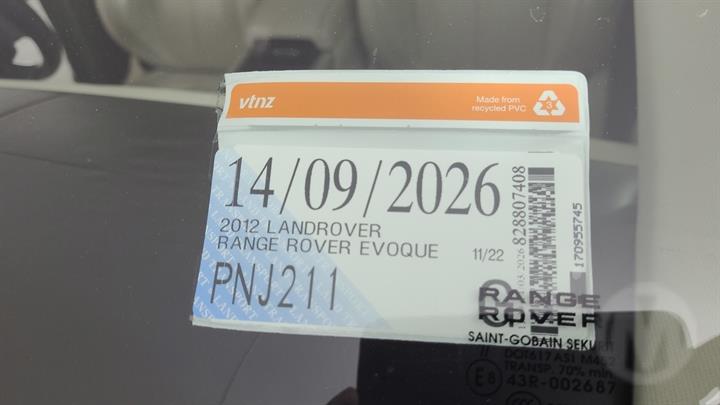 vtnz
Made from
recycled PVC
3
14/09/2026
2012 LANDROVER
RANGE ROVER EVOQUE
11/22
PNJ211
828807408
170955745
RANGE
ROVER
SAINT-GOBAIN SEKURIT
TRANSP. 70% min
E8
43R-002687